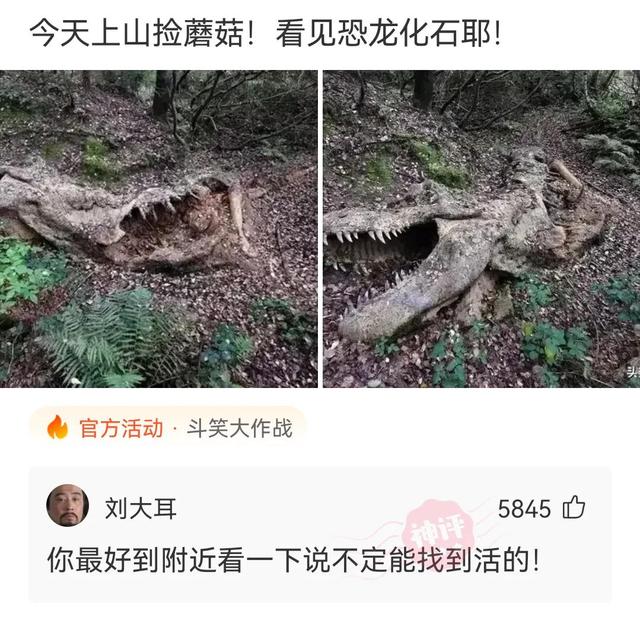 今天上山捡蘑菇！看见恐龙化石耶！
官方活动 · 斗笑大作战
刘大耳
5845
神评
你最好到附近看一下说不定能找到活的！